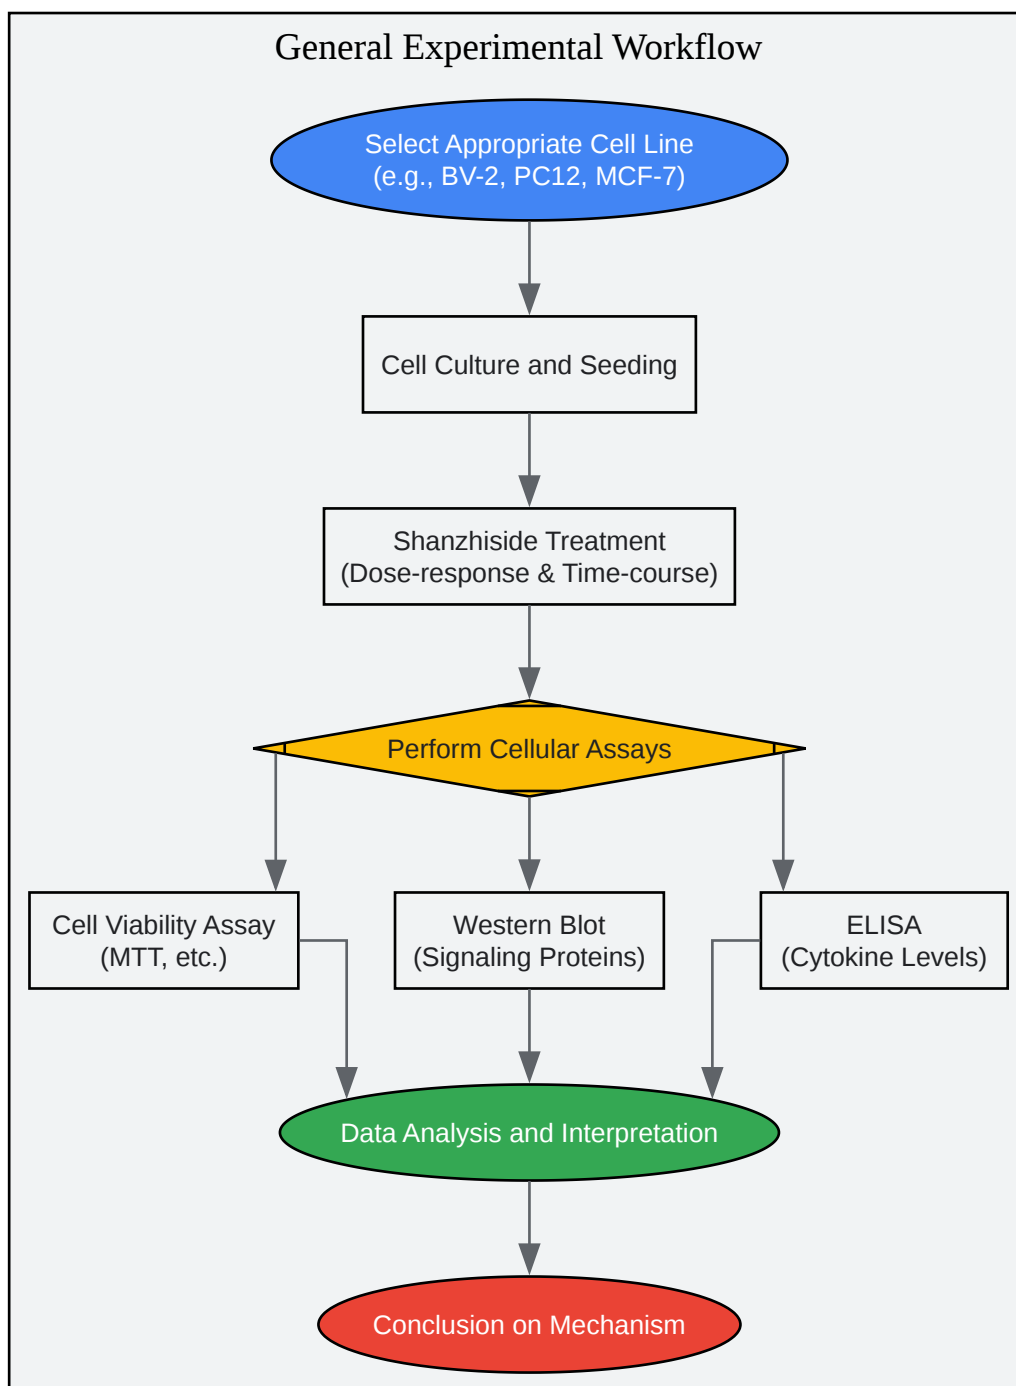 General Experimental Workflow
Select Appropriate Cell Line
(e.g., BV-2, PC12, MCF-7)
Cell Culture and Seeding
Shanzhiside Treatment
(Dose-response & Time-course)
Perform Cellular Assays
Cell Viability Assay
(MTT, etc.)
Western Blot
(Signaling Proteins)
ELISA
(Cytokine Levels)
Data Analysis and Interpretation
Conclusion on Mechanism